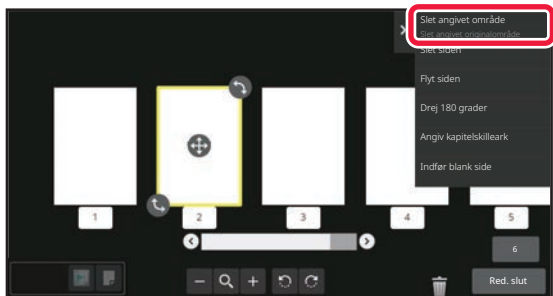 Slet angivet område
Slet angivet originalområde
Slet siden
Flyt siden
Drej 180 grader
Angiv kapitelskilleark
Indfør blank side
1
2
3
4
5
6
Red. slut